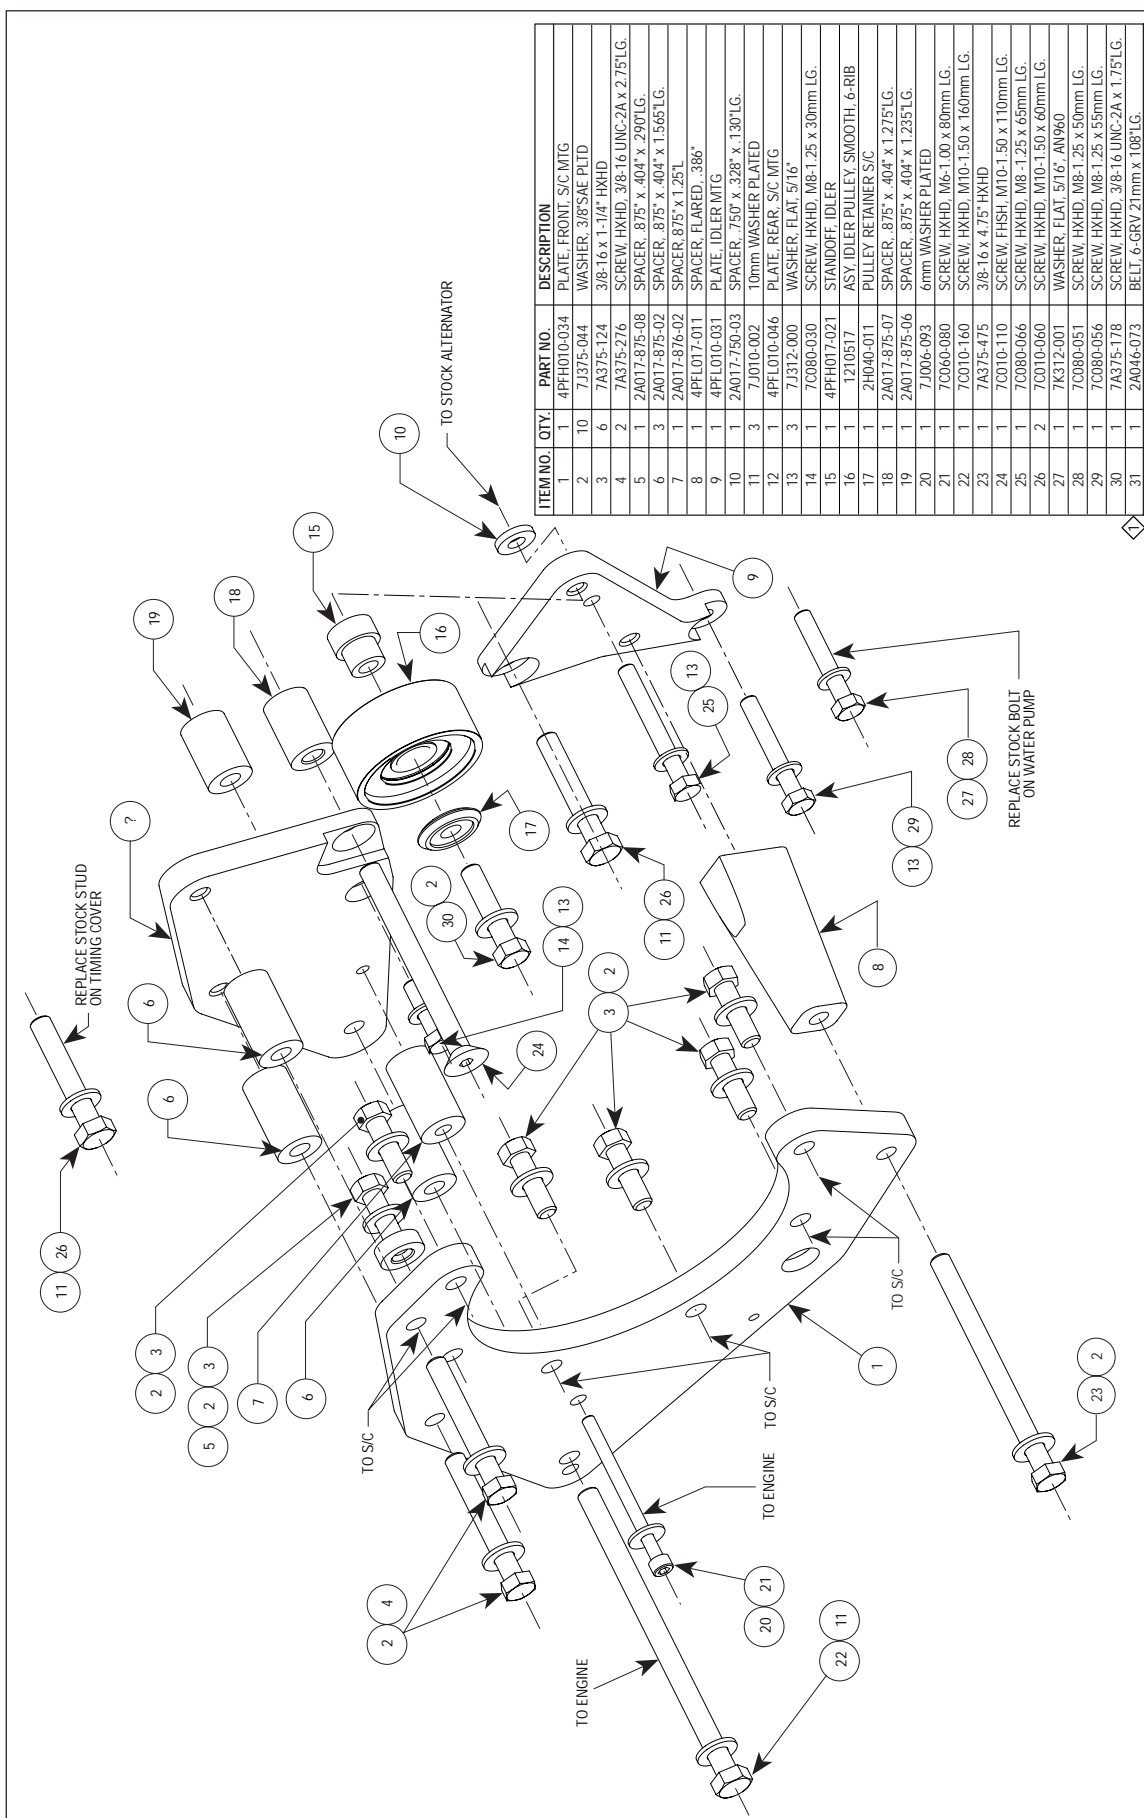 ITEM NO. QTY. PART NO. DESCRIPTION
1 1 4PFH010-034 PLATE, FRONT, S/C MTG
2 10 7J375-044 WASHER, 3/8"SAE PLTD
3 6 7A375-124 3/8-16 x 1-1/4" HXHD
4 2 7A375-276 SCREW, HXHD, 3/8-16 UNC-2A x 2.75"LG.
5 1 2A017-875-08 SPACER, .875" x .404" x .290"LG.
6 3 2A017-875-02 SPACER, .875" x .404" x 1.565"LG.
7 1 2A017-876-02 SPACER,.875" x 1.25"L
8 1 4PFL017-011 SPACER, FLARED, .386"
9 1 4PFL010-031 PLATE, IDLER MTG
10 1 2A017-750-03 SPACER, .750" x .328" x .130"LG.
11 3 7J010-002 10mm WASHER PLATED
12 1 4PFL010-046 PLATE, REAR, S/C MTG
13 3 7J312-000 WASHER, FLAT, 5/16"
14 1 7C080-030 SCREW, HXHD, M8-1.25 x 30mm LG.
15 1 4PFH017-021 STANDOFF, IDLER
16 1 1210517 ASY, IDLER PULLEY, SMOOTH, 6-RIB
17 1 2H040-011 PULLEY RETAINER S/C
18 1 2A017-875-07 SPACER, .875" x .404" x 1.275"LG.
19 1 2A017-875-06 SPACER, .875" x .404" x 1.235"LG.
20 1 7J006-093 6mm WASHER PLATED
21 1 7C060-080 SCREW, HXHD, M6-1.00 x 80mm LG.
22 1 7C010-160 SCREW, HXHD, M10-1.50 x 160mm LG.
23 1 7A375-475 3/8-16 x 4.75" HXHD
24 1 7C010-110 SCREW, FHSH, M10-1.50 x 110mm LG.
25 1 7C080-066 SCREW, HXHD, M8 -1.25 x 65mm LG.
26 2 7C010-060 SCREW, HXHD, M10-1.50 x 60mm LG.
27 1 7K312-001 WASHER, FLAT, 5/16", AN960
28 1 7C080-051 SCREW, HXHD, M8-1.25 x 50mm LG.
29 1 7C080-056 SCREW, HXHD, M8-1.25 x 55mm LG.
30 1 7A375-178 SCREW, HXHD, 3/8-16 UNC-2A x 1.75"LG.
31 1 2A046-073 BELT, 6-GRV 21mm x 108"LG.
1
TO STOCK ALTERNATOR
10
15
18
19
16
9
?
REPLACE STOCK STUD
ON TIMING COVER
6
6
11 26
17
13
25
2
30
13
14
24
26
11
27 28
REPLACE STOCK BOLT
ON WATER PUMP
29
13
8
2
3
2 3
5 2 3
7
6
TO S/C
TO S/C
TO S/C
TO ENGINE
TO ENGINE
1
2 4
20 21
22 11
23 2